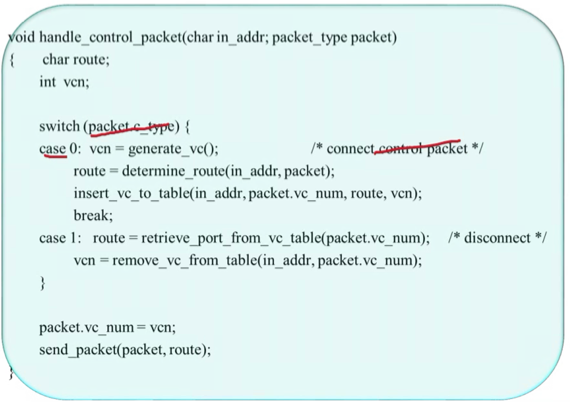 void handle_control_packet(char in_addr; packet_type packet)
{ char route;
int vcn;
switch (packet.c_type) {
case 0: vcn = generate_vc(); /* connect control packet */
route = determine_route(in_addr, packet);
insert_vc_to_table(in_addr, packet.vc_num, route, vcn);
break;
case 1: route = retrieve_port_from_vc_table(packet.vc_num); /* disconnect */
vcn = remove_vc_from_table(in_addr, packet.vc_num);
}
packet.vc_num = vcn;
send_packet(packet, route);
}